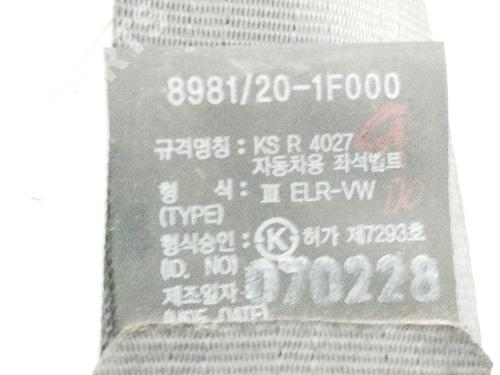 8981/20-1F000
규격명칭: KS R 4027
자동차용 좌석벨트
형 식: Ⅲ ELR-VW
(TYPE)
형식승인: K 허가 제7293호
(ID, NO)
제조일자: 070228
(MDE, DATE)